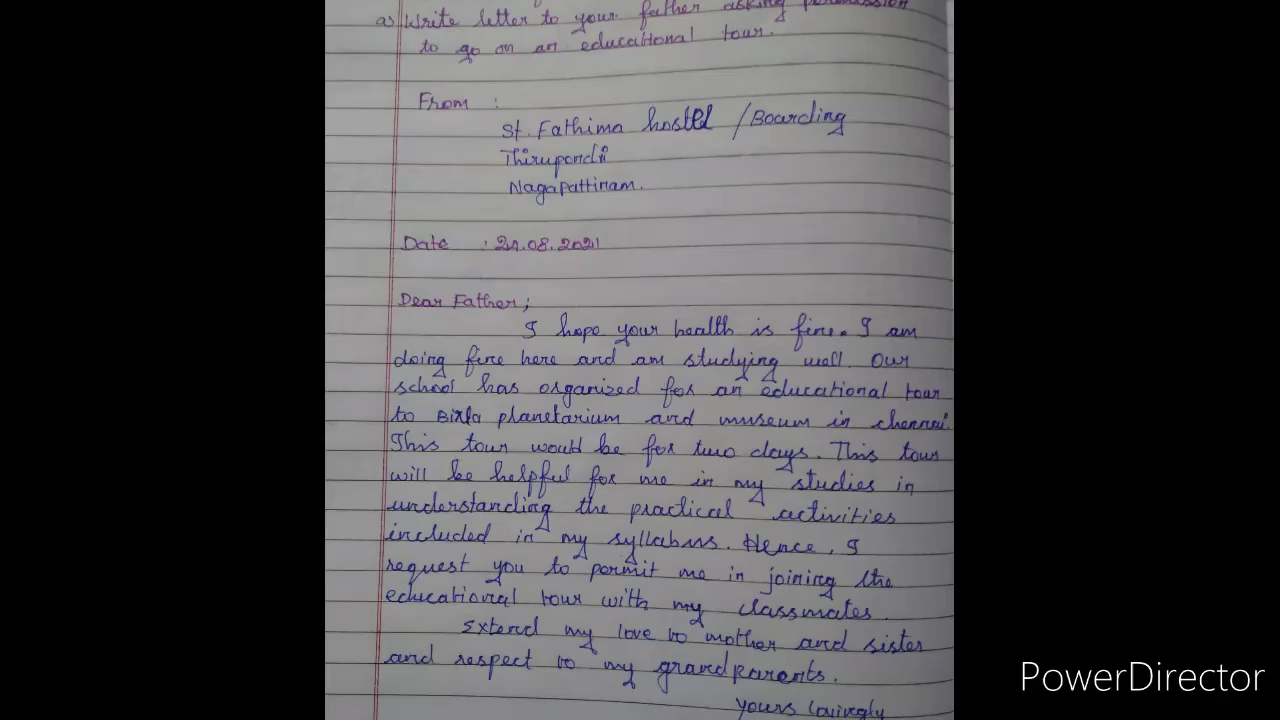 a) Write letter to your father asking permission
to go on an educational tour.
From :
St. Fathima hostel / Boarding
Thirupondi
Nagapattinam.
Date : 21.08.2021
Dear Father;
I hope your health is fine. I am
doing fine here and am studying well. Our
school has organized for an educational tour
to Birla planetarium and museum in chennai.
This tour would be for two days. This tour
will be helpful for me in my studies in
understanding the practical activities
included in my syllabus. Hence, I
request you to permit me in joining the
educational tour with my classmates.
Extend my love to mother and sister
and respect to my grandparents.
yours lovingly
PowerDirector